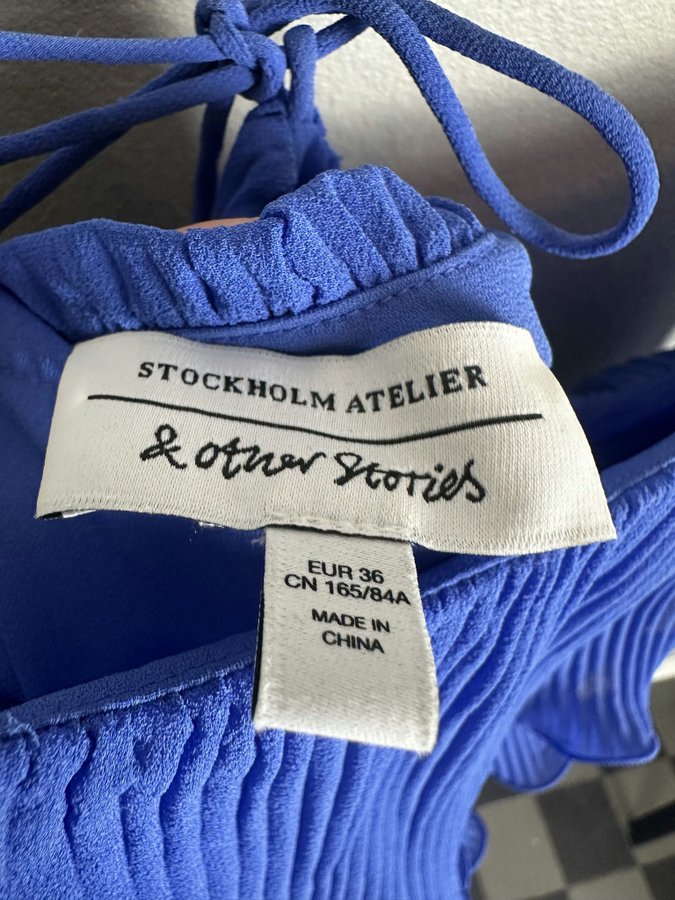 STOCKHOLM ATELIER
& other Stories
EUR 36
CN 165/84A
MADE IN
CHINA